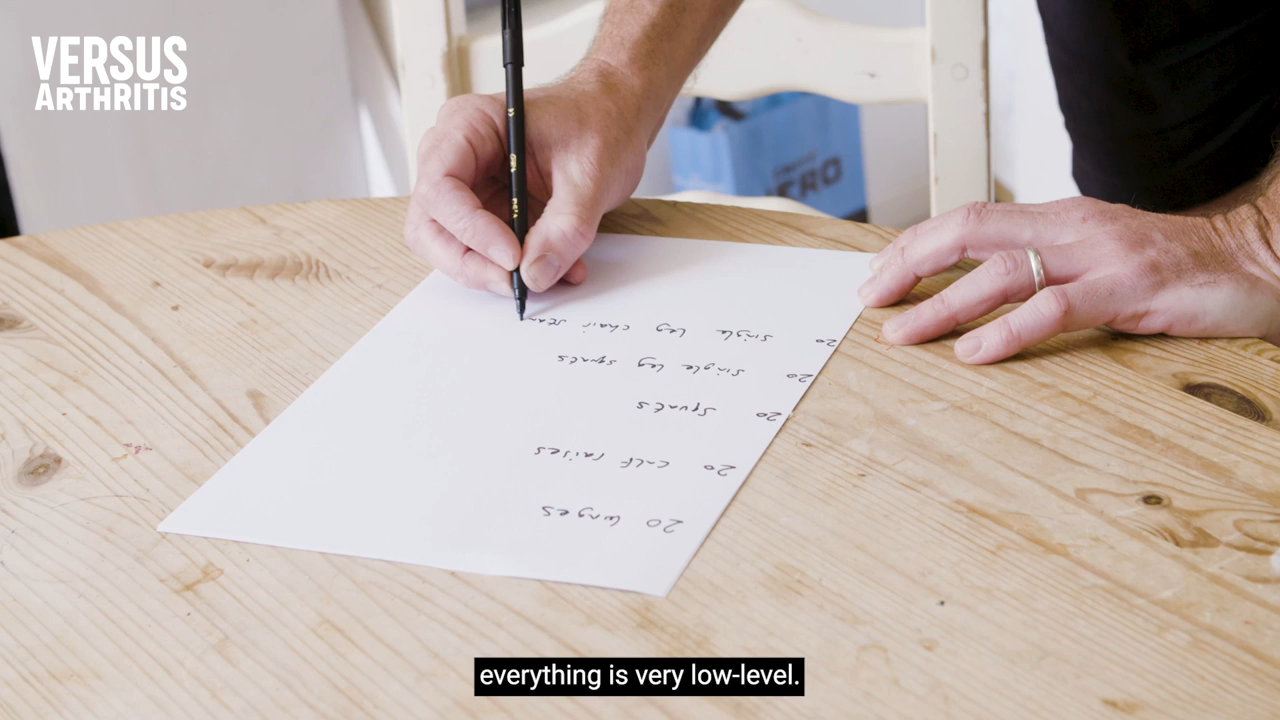 VERSUS
ARTHRITIS
20 lunges
20 calf raises
20 Squats
20 Single leg squats
20 Single leg chair stan
everything is very low-level.